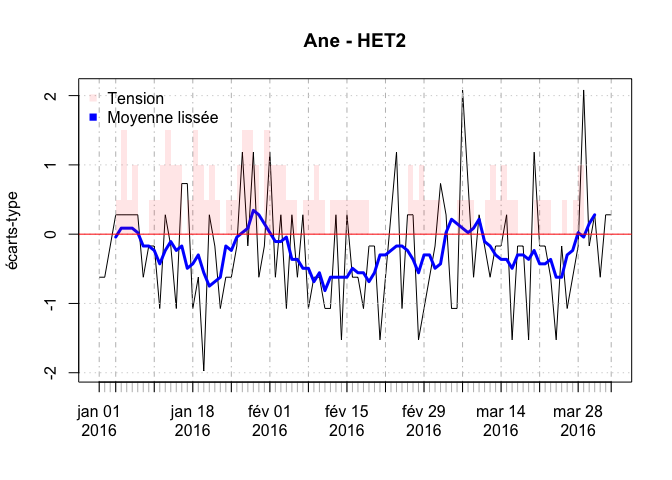 Ane - HET2
Tension
Moyenne lissée
écarts-type
2
1
0
-1
-2
jan 01
2016
jan 18
2016
fév 01
2016
fév 15
2016
fév 29
2016
mar 14
2016
mar 28
2016